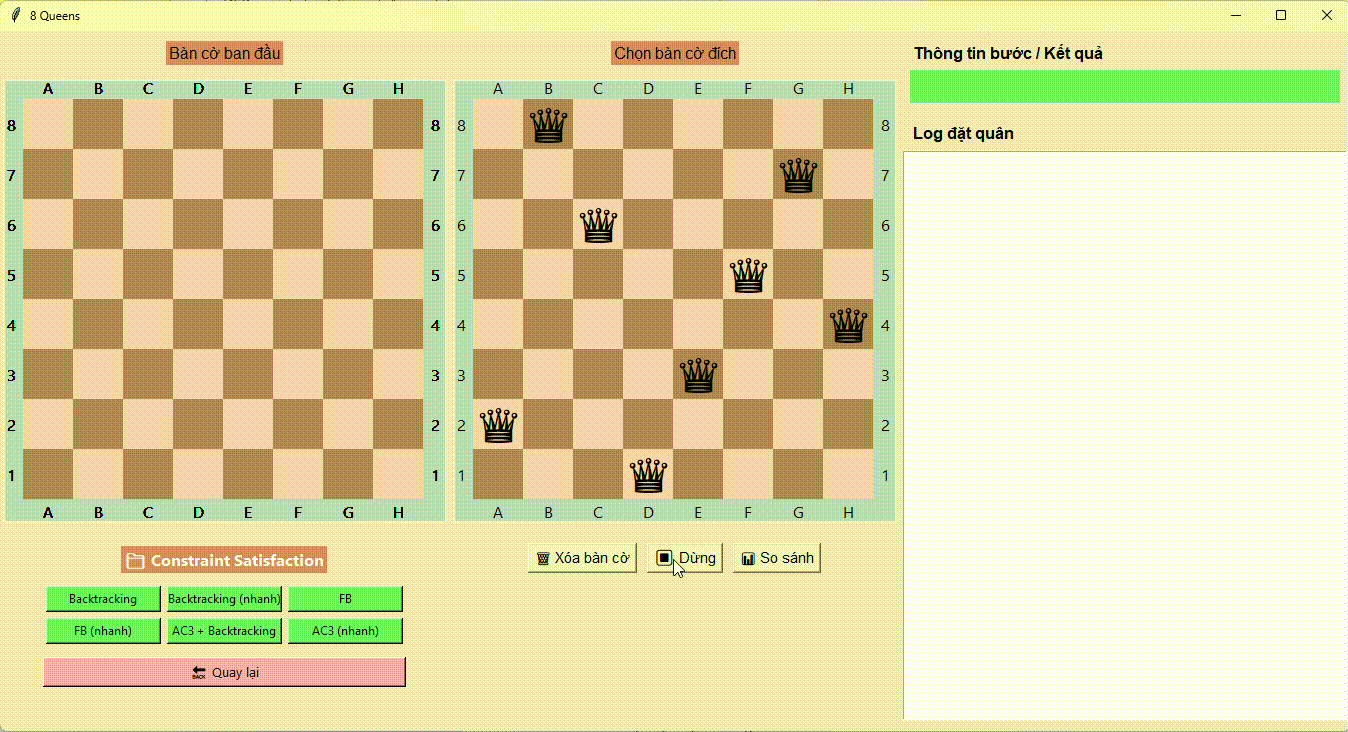 8 Queens
Bàn cờ ban đầu
Chọn bàn cờ đích
Thông tin bước / Kết quả
Log đặt quân
A B C D E F G H
A B C D E F G H
8 8 8 8
7 7 7 7
6 6 6 6
5 5 5 5
4 4 4 4
3 3 3 3
2 2 2 2
1 1 1 1
A B C D E F G H
A B C D E F G H
Constraint Satisfaction
Xóa bàn cờ
Dừng
So sánh
Backtracking
Backtracking (nhanh)
FB
FB (nhanh)
AC3 + Backtracking
AC3 (nhanh)
BACK Quay lại